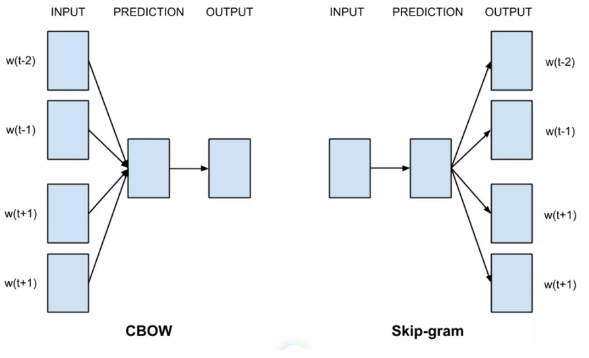 INPUT PREDICTION OUTPUT INPUT PREDICTION OUTPUT
w(t-2) w(t-2)
w(t-1) w(t-1)
w(t+1) w(t+1)
w(t+1) w(t+1)
CBOW Skip-gram